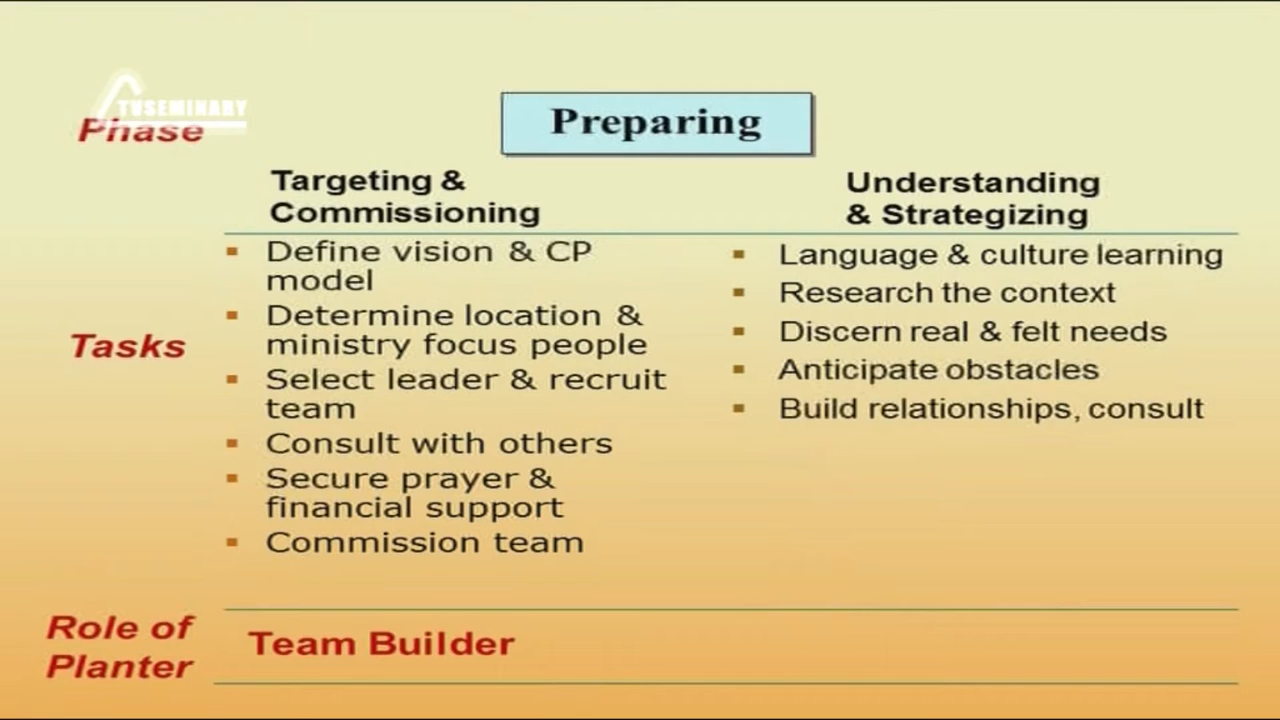 TVSEMINARY
Phase
Preparing
Targeting &
Commissioning
Understanding
& Strategizing
Tasks
▪ Define vision & CP
model
▪ Determine location &
ministry focus people
▪ Select leader & recruit
team
▪ Consult with others
▪ Secure prayer &
financial support
▪ Commission team
▪ Language & culture learning
▪ Research the context
▪ Discern real & felt needs
▪ Anticipate obstacles
▪ Build relationships, consult
Role of
Planter
Team Builder